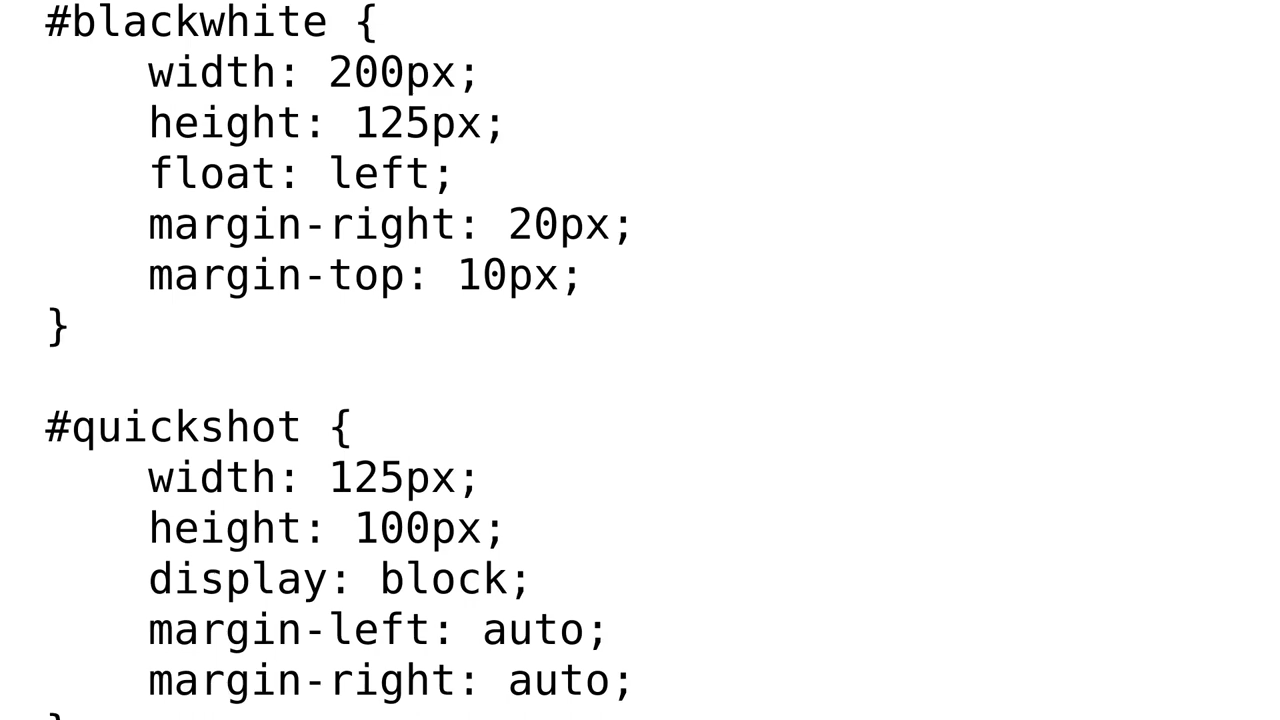 #blackwhite {
    width: 200px;
    height: 125px;
    float: left;
    margin-right: 20px;
    margin-top: 10px;
}

#quickshot {
    width: 125px;
    height: 100px;
    display: block;
    margin-left: auto;
    margin-right: auto;
}